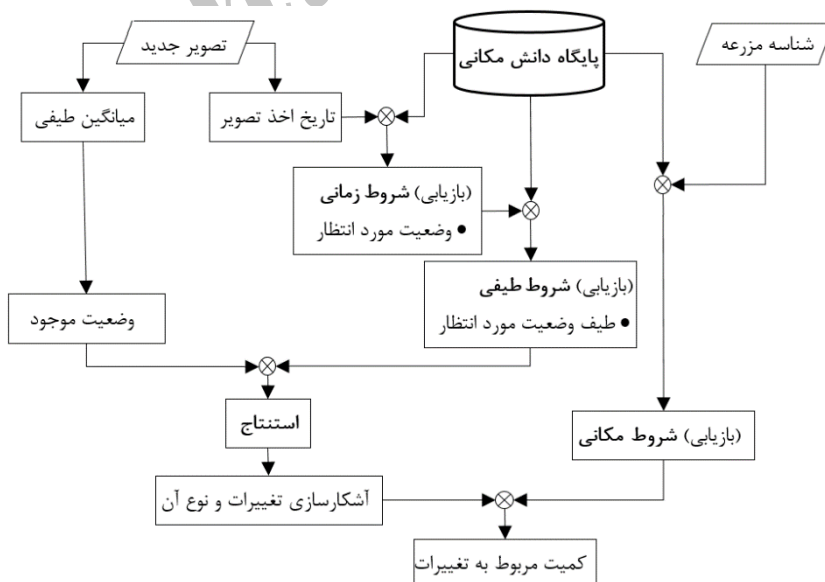 تصویر جدید
پایگاه دانش مکانی
شناسه مزرعه
میانگین طیفی
تاریخ اخذ تصویر
(بازیابی) شروط زمانی
• وضعیت مورد انتظار
(بازیابی) شروط طیفی
• طیف وضعیت مورد انتظار
وضعیت موجود
استنتاج
(بازیابی) شروط مکانی
آشکارسازی تغییرات و نوع آن
کمیت مربوط به تغییرات